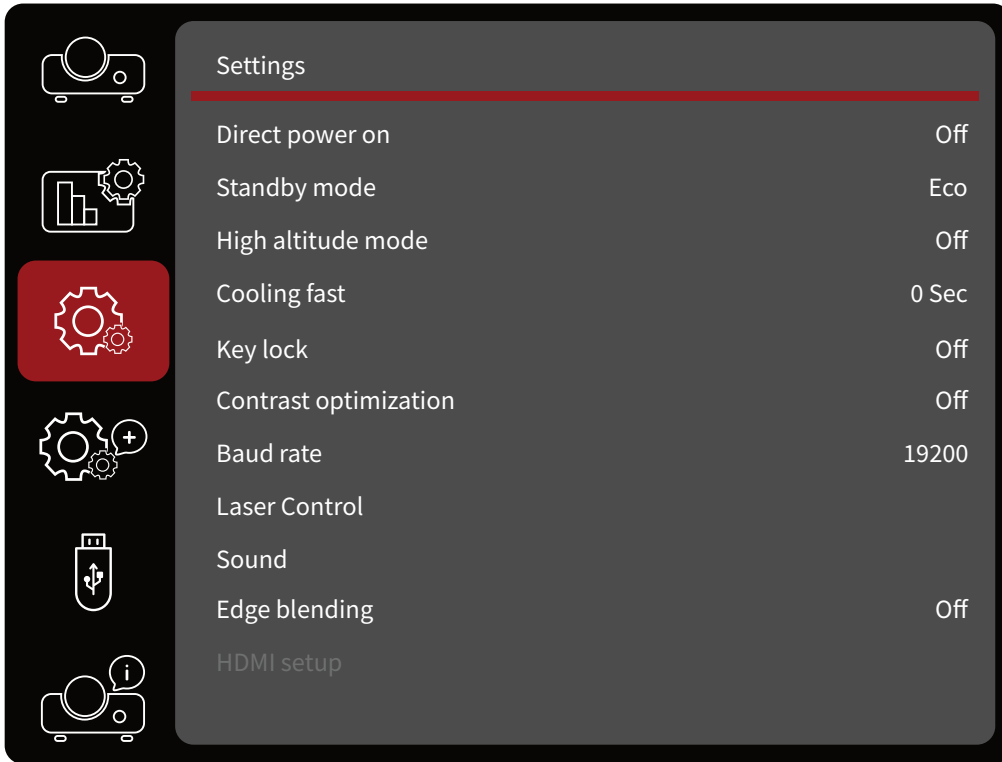 Settings
Direct power on Off
Standby mode Eco
High altitude mode Off
Cooling fast 0 Sec
Key lock Off
Contrast optimization Off
Baud rate 19200
Laser Control
Sound
Edge blending Off
HDMI setup